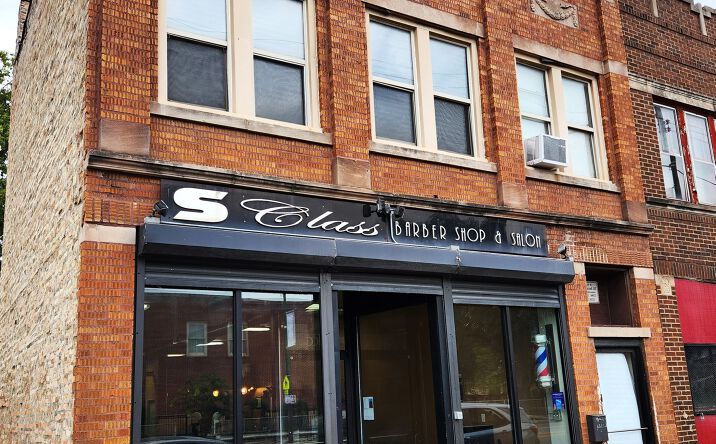 S Class BARBER SHOP & SALON